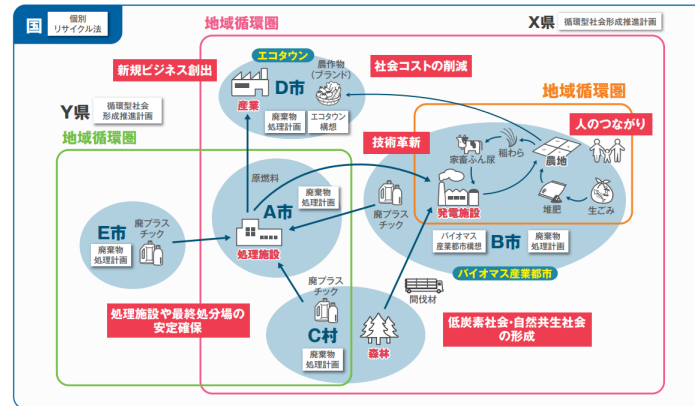 国
個別
リサイクル法
地域循環圏
X県
循環型社会形成推進計画
エコタウン
新規ビジネス創出
農作物
(ブランド)
社会コストの削減
D市
産業
廃棄物
処理計画
エコタウン
構想
Y県
循環型社会
形成推進計画
地域循環圏
地域循環圏
人のつながり
技術革新
稲わら
家畜ふん尿
農地
原燃料
廃棄物
処理計画
A市
処理施設
廃プラス
チック
発電施設
堆肥
生ごみ
E市
廃プラス
チック
廃棄物
処理計画
バイオマス
産業都市構想
B市
廃棄物
処理計画
バイオマス産業都市
廃プラス
チック
間伐材
処理施設や最終処分場の
安定確保
C村
廃棄物
処理計画
森林
低炭素社会・自然共生社会
の形成